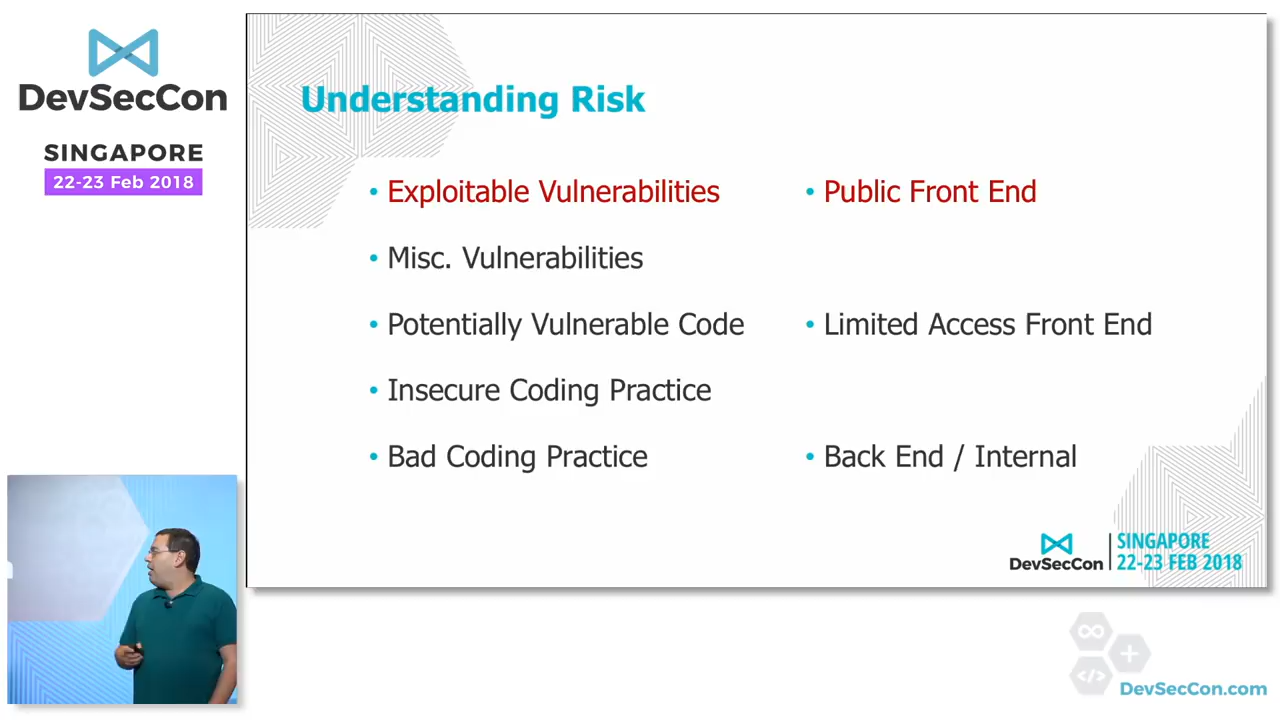 DevSecCon
SINGAPORE
22-23 Feb 2018
Understanding Risk
• Exploitable Vulnerabilities
• Misc. Vulnerabilities
• Potentially Vulnerable Code
• Insecure Coding Practice
• Bad Coding Practice
• Public Front End
• Limited Access Front End
• Back End / Internal
DevSecCon
SINGAPORE
22-23 FEB 2018
DevSecCon.com